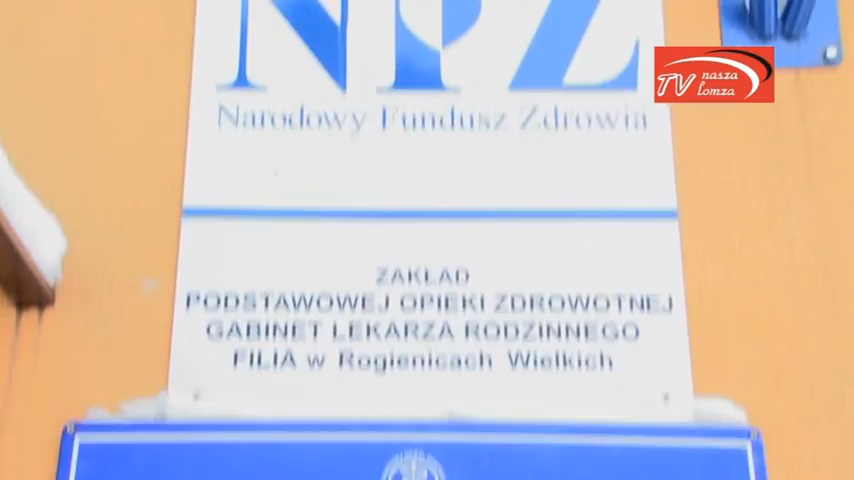 NFZ
TV nasza
Łomża
Narodowy Fundusz Zdrowia
ZAKŁAD
PODSTAWOWEJ OPIEKI ZDROWOTNEJ
GABINET LEKARZA RODZINNEGO
FILIA w Rogienicach Wielkich